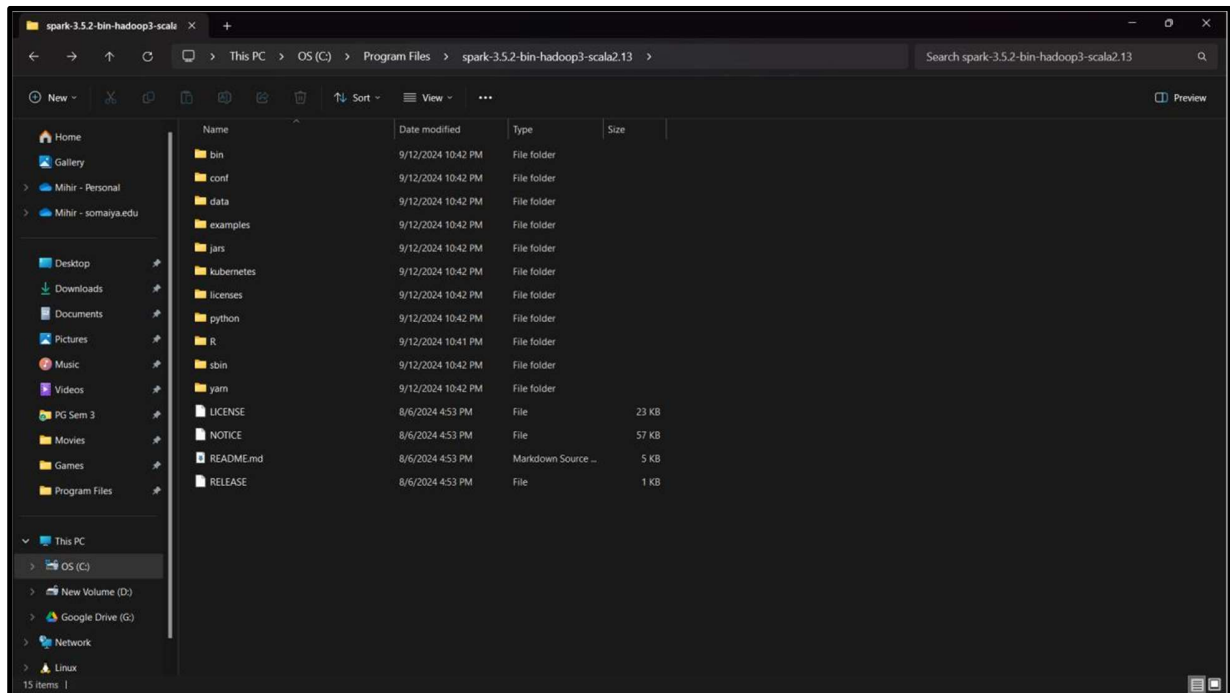 spark-3.5.2-bin-hadoop3-scala
This PC > OS (C:) > Program Files > spark-3.5.2-bin-hadoop3-scala2.13 >
Search spark-3.5.2-bin-hadoop3-scala2.13
New
Sort
View
Preview
Name Date modified Type Size
Home
Gallery
Mihir - Personal
Mihir - somaiya.edu
Desktop
Downloads
Documents
Pictures
Music
Videos
PG Sem 3
Movies
Games
Program Files
This PC
OS (C:)
New Volume (D:)
Google Drive (G:)
Network
Linux
bin 9/12/2024 10:42 PM File folder
conf 9/12/2024 10:42 PM File folder
data 9/12/2024 10:42 PM File folder
examples 9/12/2024 10:42 PM File folder
jars 9/12/2024 10:42 PM File folder
kubernetes 9/12/2024 10:42 PM File folder
licenses 9/12/2024 10:42 PM File folder
python 9/12/2024 10:42 PM File folder
R 9/12/2024 10:41 PM File folder
sbin 9/12/2024 10:42 PM File folder
yarn 9/12/2024 10:42 PM File folder
LICENSE 8/6/2024 4:53 PM File 23 KB
NOTICE 8/6/2024 4:53 PM File 57 KB
README.md 8/6/2024 4:53 PM Markdown Source ... 5 KB
RELEASE 8/6/2024 4:53 PM File 1 KB
15 items